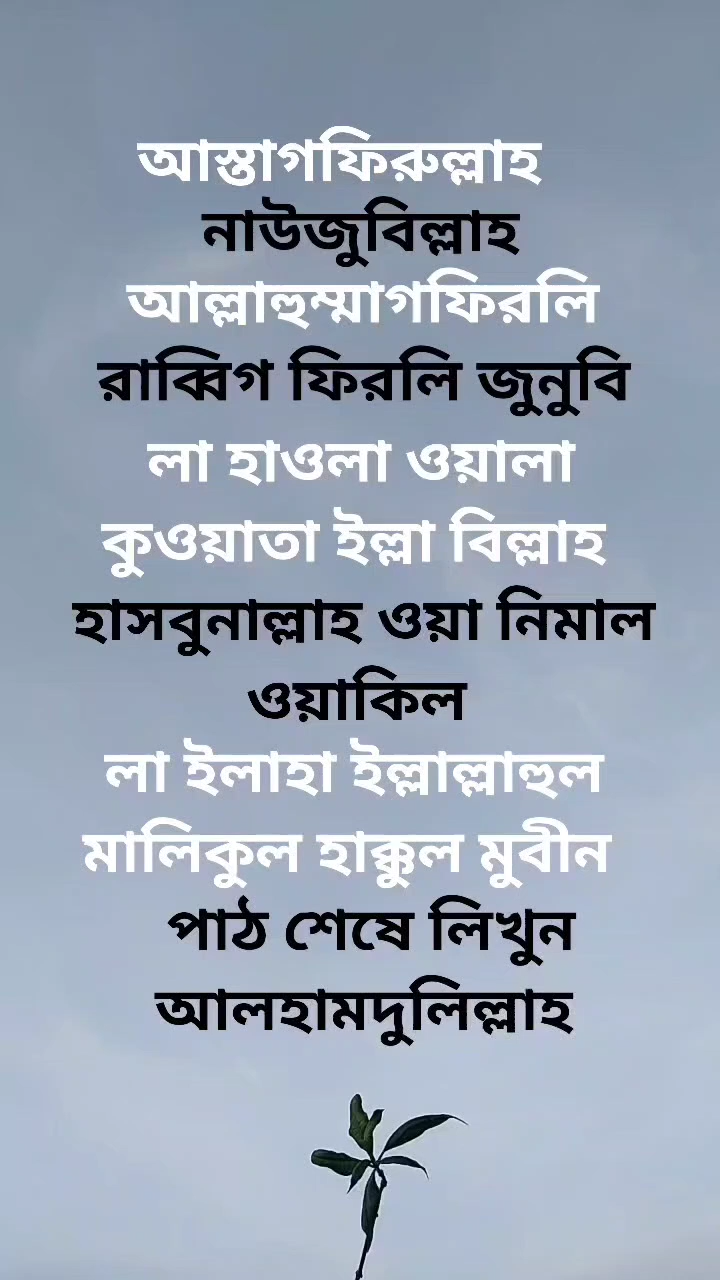 আস্তাগফিরুল্লাহ
নাউজুবিল্লাহ
আল্লাহুম্মাগফিরলি
রাব্বিগ ফিরলি জুনুবি
লা হাওলা ওয়ালা
কুওয়াতা ইল্লা বিল্লাহ
হাসবুনাল্লাহ ওয়া নিমাল
ওয়াকিল
লা ইলাহা ইল্লাল্লাহুল
মালিকুল হাক্কুল মুবীন
পাঠ শেষে লিখুন
আলহামদুলিল্লাহ